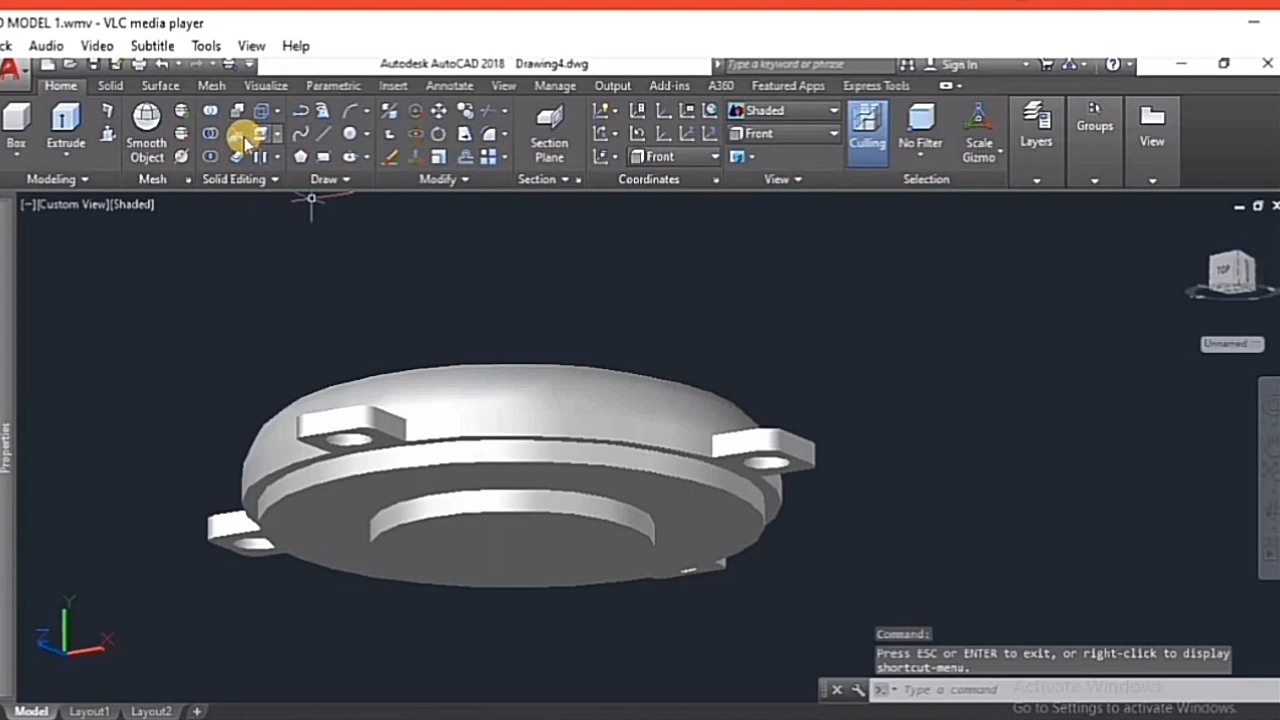 D MODEL 1.wmv - VLC media player
ck Audio Video Subtitle Tools View Help
Autodesk AutoCAD 2018 Drawing4.dwg Type a keyword or phrase Sign In
Home Solid Surface Mesh Visualize Parametric Insert Annotate View Manage Output Add-ins A360 Featured Apps Express Tools
Shaded
Front
Front
Box Extrude Smooth Object Section Plane Culling No Filter Scale Gizmo Layers Groups View
Modeling Mesh Solid Editing Draw Modify Section Coordinates View Selection
[−][Custom View][Shaded]
TOP
Unnamed
Properties
Y
Z X
Command:
Press ESC or ENTER to exit, or right-click to display
shortcut-menu.
Type a command
Activate Windows
Go to Settings to activate Windows.
Model Layout1 Layout2 +